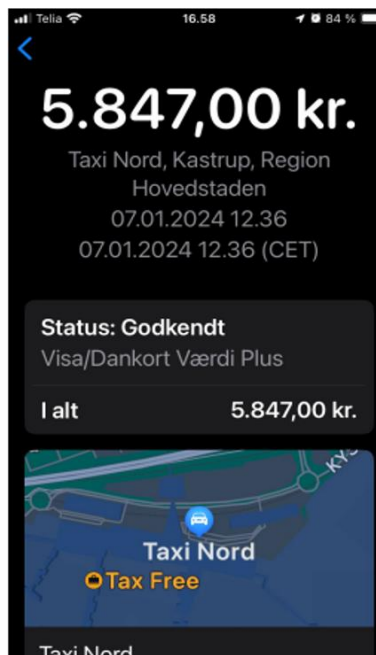 Telia 16.58 84 %
5.847,00 kr.
Taxi Nord, Kastrup, Region
Hovedstaden
07.01.2024 12.36
07.01.2024 12.36 (CET)
Status: Godkendt
Visa/Dankort Værdi Plus
I alt 5.847,00 kr.
KYS
Taxi Nord
Tax Free
Taxi Nord